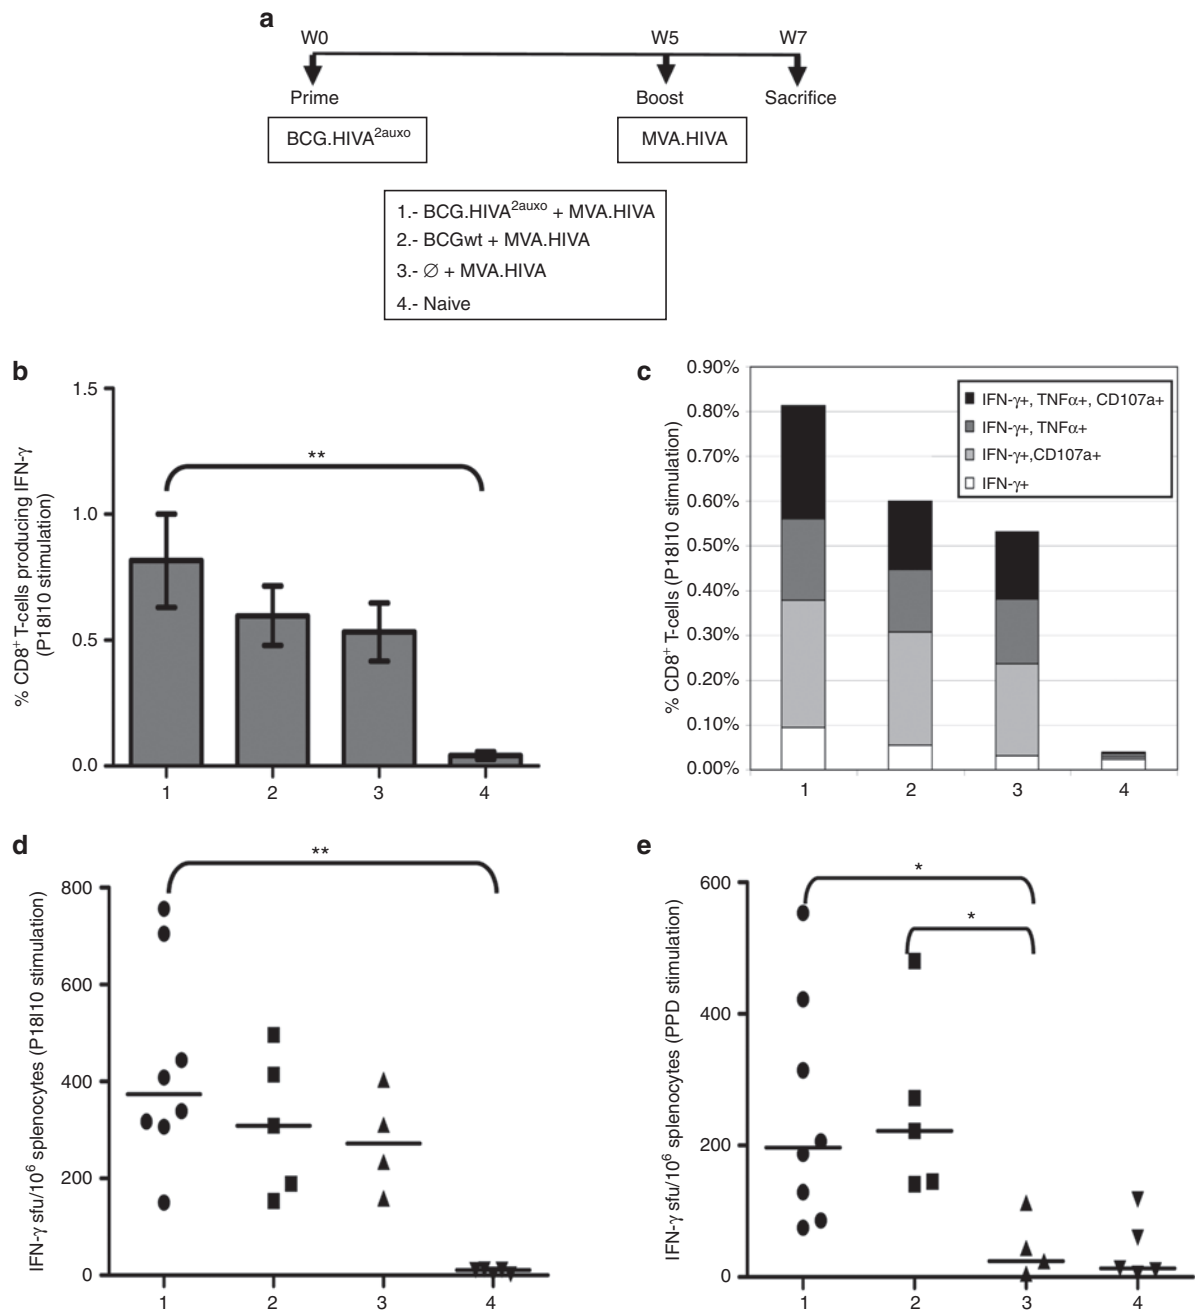 a
W0 W5 W7
Prime Boost Sacrifice
BCG.HIVA2auxo MVA.HIVA
1.- BCG.HIVA2auxo + MVA.HIVA
2.- BCGwt + MVA.HIVA
3.- ∅ + MVA.HIVA
4.- Naive
b
% CD8+ T-cells producing IFN-γ
(P18I10 stimulation)
1.5
1.0
0.5
0.0
**
1 2 3 4
c
% CD8+ T-cells (P18I10 stimulation)
0.90%
0.80%
0.70%
0.60%
0.50%
0.40%
0.30%
0.20%
0.10%
0.00%
IFN-γ+, TNFα+, CD107a+
IFN-γ+, TNFα+
IFN-γ+,CD107a+
IFN-γ+
1 2 3 4
d
IFN-γ sfu/106 splenocytes (P18I10 stimulation)
800
600
400
200
0
**
1 2 3 4
e
IFN-γ sfu/106 splenocytes (PPD stimulation)
600
400
200
0
*
*
1 2 3 4